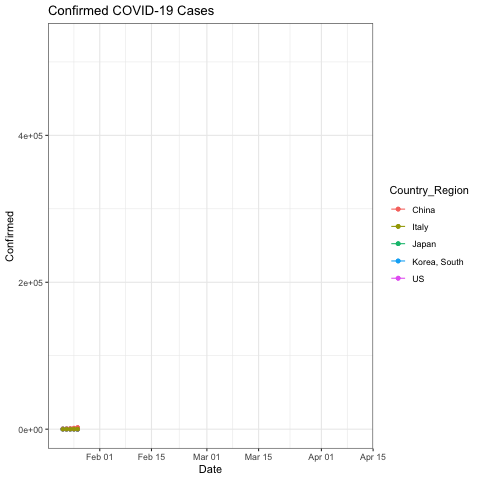 Confirmed COVID-19 Cases
4e+05
2e+05
0e+00
Confirmed
Feb 01
Feb 15
Mar 01
Mar 15
Apr 01
Apr 15
Date
Country_Region
China
Italy
Japan
Korea, South
US